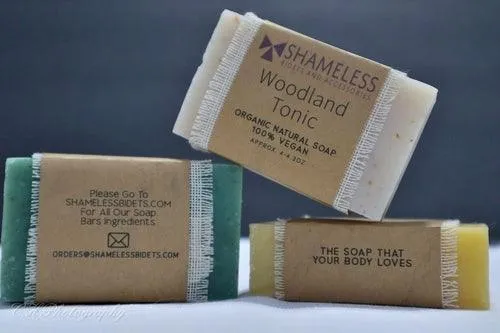 SHAMELESS
BIDETS AND ACCESSORIES
Woodland
Tonic
ORGANIC NATURAL SOAP
100% VEGAN
APPROX. 4-4.5OZ
Please Go To
SHAMELESSBIDETS.COM
For All Our Soap
Bars Ingredients
ORDERS@SHAMELESSBIDETS.COM
THE SOAP THAT
YOUR BODY LOVES
Photography